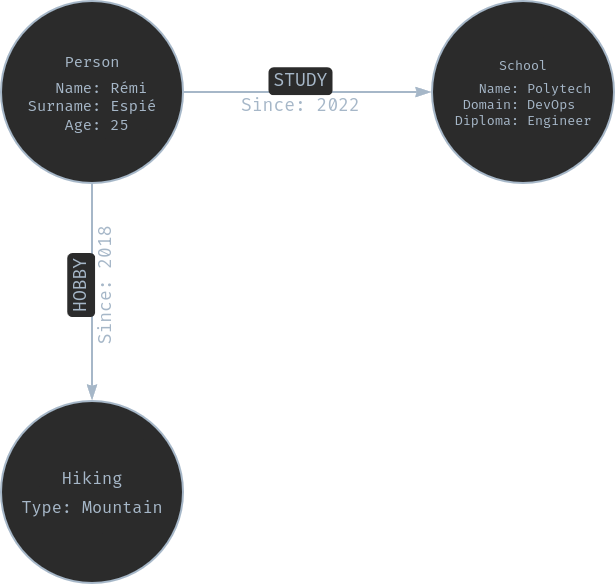 Person
Name: Rémi
Surname: Espié
Age: 25
STUDY
Since: 2022
School
Name: Polytech
Domain: DevOps
Diploma: Engineer
HOBBY
Since: 2018
Hiking
Type: Mountain